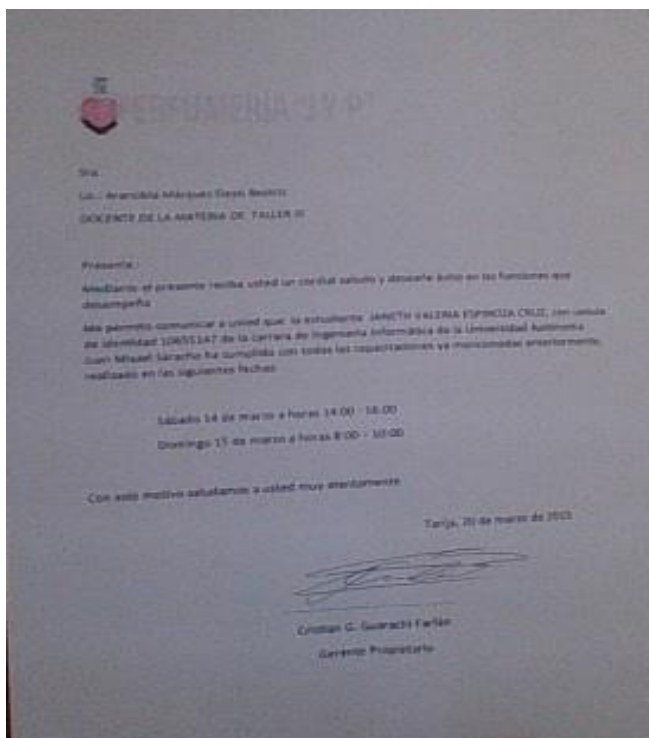 PERFUMERÍA "J Y P"
Sra.
Lic.: Arancibia Márquez Deysi Beatriz
DOCENTE DE LA MATERIA DE TALLER III
Presente.-
Mediante el presente reciba usted un cordial saludo y desearle éxito en las funciones que
desempeña
Me permito comunicar a usted que la estudiante JANETH VALERIA ESPINOZA CRUZ, con
de identidad 10655147 de la carrera de Ingeniería Informática de la Universidad Autónoma
Juan Misael Saracho ha cumplido con todas las capacitaciones ya mencionadas anteriormente,
realizado en las siguientes fechas:
Sábado 14 de marzo a horas 14:00 - 16:00
Domingo 15 de marzo a horas 8:00 - 10:00
Con este motivo saludamos a usted muy atentamente
Tarija, 20 de marzo de
Cristian G. Guarachi Farfán
Gerente Propietario